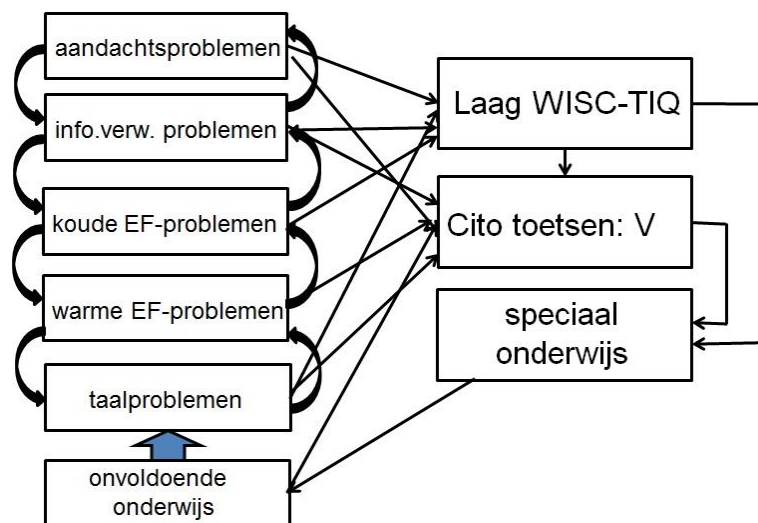 aandachtsproblemen
info.verw. problemen
koude EF-problemen
warme EF-problemen
taalproblemen
onvoldoende
onderwijs
Laag WISC-TIQ
Cito toetsen: V
speciaal
onderwijs